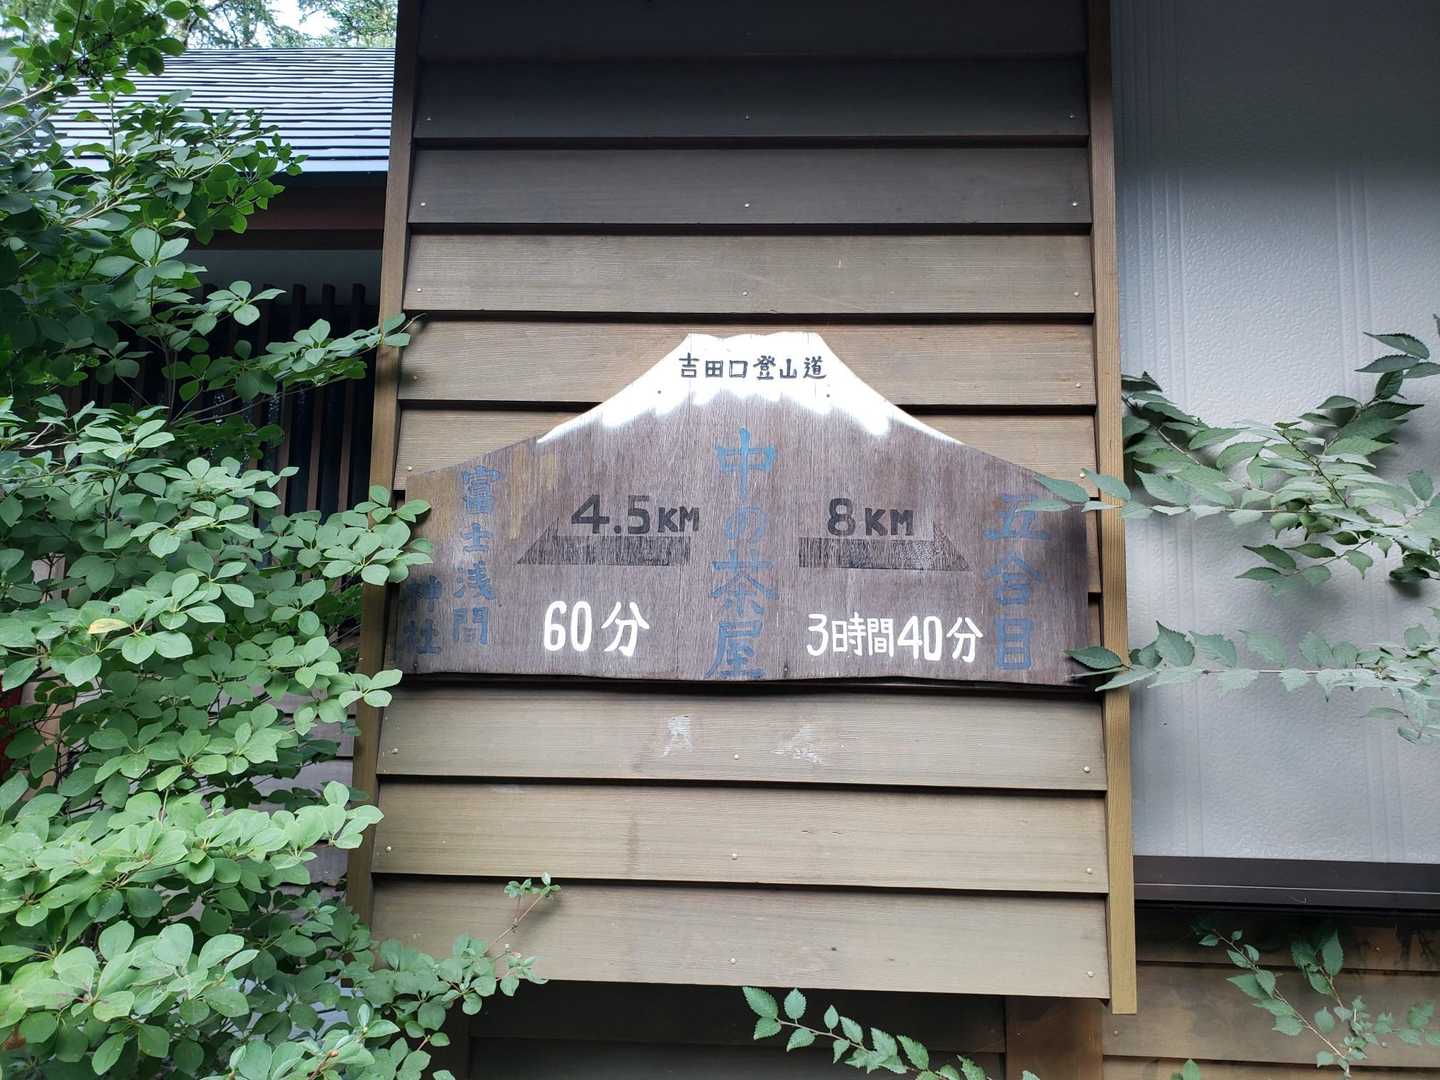 吉田口登山道
富士浅間
神社
4.5KM
60分
中の茶屋
8KM
3時間40分
五合目